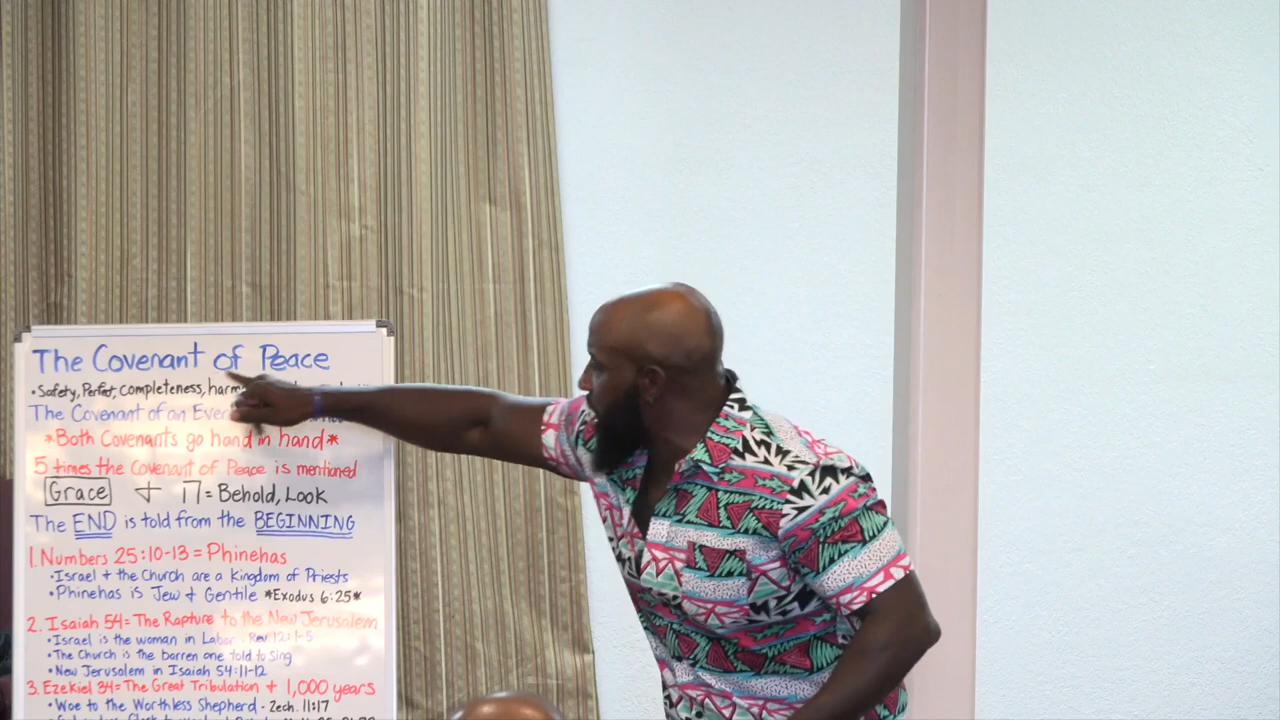 The Covenant of Peace
• Safety, Perfect, completeness, harm
The Covenant of an Ever
*Both Covenants go hand in hand*
5 times the Covenant of Peace is mentioned
Grace + ה = Behold, Look
The END is told from the BEGINNING
1. Numbers 25:10-13 = Phinehas
• Israel + the Church are a Kingdom of Priests
• Phinehas is Jew + Gentile *Exodus 6:25*
2. Isaiah 54 = The Rapture to the New Jerusalem
• Israel is the woman in Labor - Rev. 12:1-5
• The Church is the barren one told to sing
• New Jerusalem in Isaiah 54:11-12
3. Ezekiel 34 = The Great Tribulation + 1,000 years
• Woe to the Worthless Shepherd - Zech. 11:17